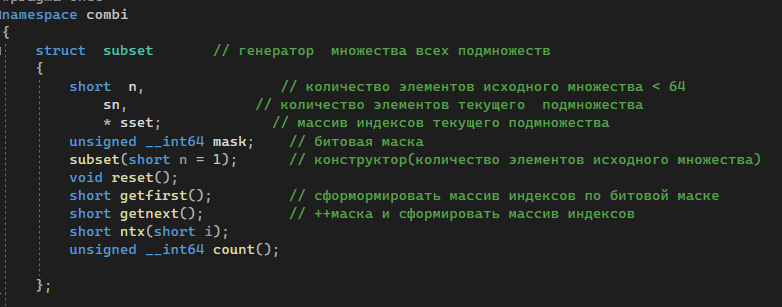 namespace combi
{
struct subset // генератор множества всех подмножеств
{
short n, // количество элементов исходного множества < 64
sn, // количество элементов текущего подмножества
* sset; // массив индексов текущего подмножества
unsigned __int64 mask; // битовая маска
subset(short n = 1); // конструктор(количество элементов исходного множества)
void reset();
short getfirst(); // сформормировать массив индексов по битовой маске
short getnext(); // ++маска и сформировать массив индексов
short ntx(short i);
unsigned __int64 count();
};